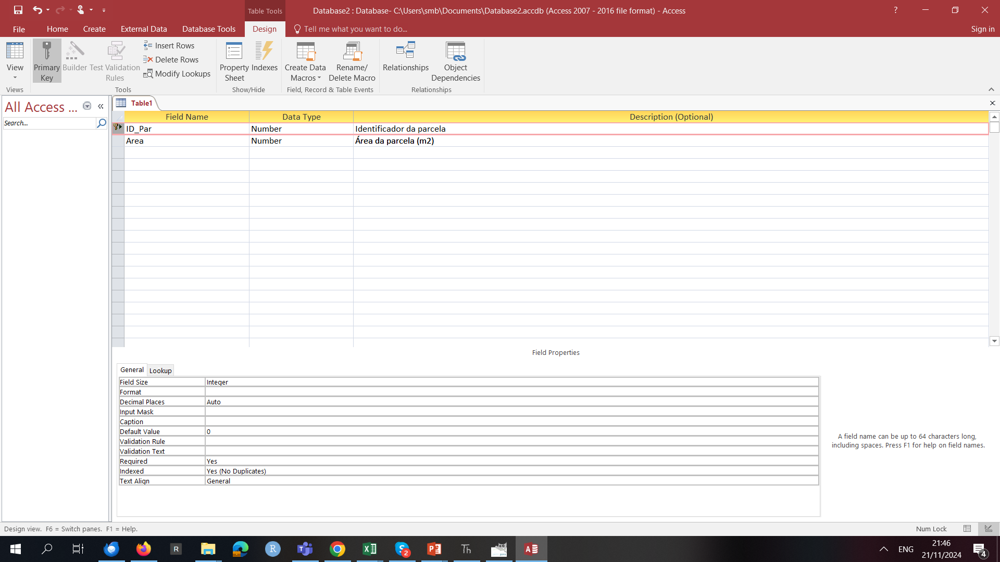 Table Tools
Database2 : Database- C:\Users\smb\Documents\Database2.accdb (Access 2007 - 2016 file format) - Access
?
File
Home
Create
External Data
Database Tools
Design
Tell me what you want to do...
Sign in
View
Primary Key
Builder
Test Validation Rules
Insert Rows
Delete Rows
Modify Lookups
Property Sheet
Indexes
Create Data Macros
Rename/ Delete Macro
Relationships
Object Dependencies
Views
Tools
Show/Hide
Field, Record & Table Events
Relationships
All Access ...
Search...
Table1
Field Name
Data Type
Description (Optional)
ID_Par
Number
Identificador da parcela
Area
Number
Área da parcela (m2)
Field Properties
General
Lookup
Field Size
Integer
Format
Decimal Places
Auto
Input Mask
Caption
Default Value
0
Validation Rule
Validation Text
Required
Yes
Indexed
Yes (No Duplicates)
Text Align
General
A field name can be up to 64 characters long,
including spaces. Press F1 for help on field names.
Design view.  F6 = Switch panes.  F1 = Help.
Num Lock
R
R
T
X
S
2
P
Th
A
ENG
21:46
21/11/2024
4